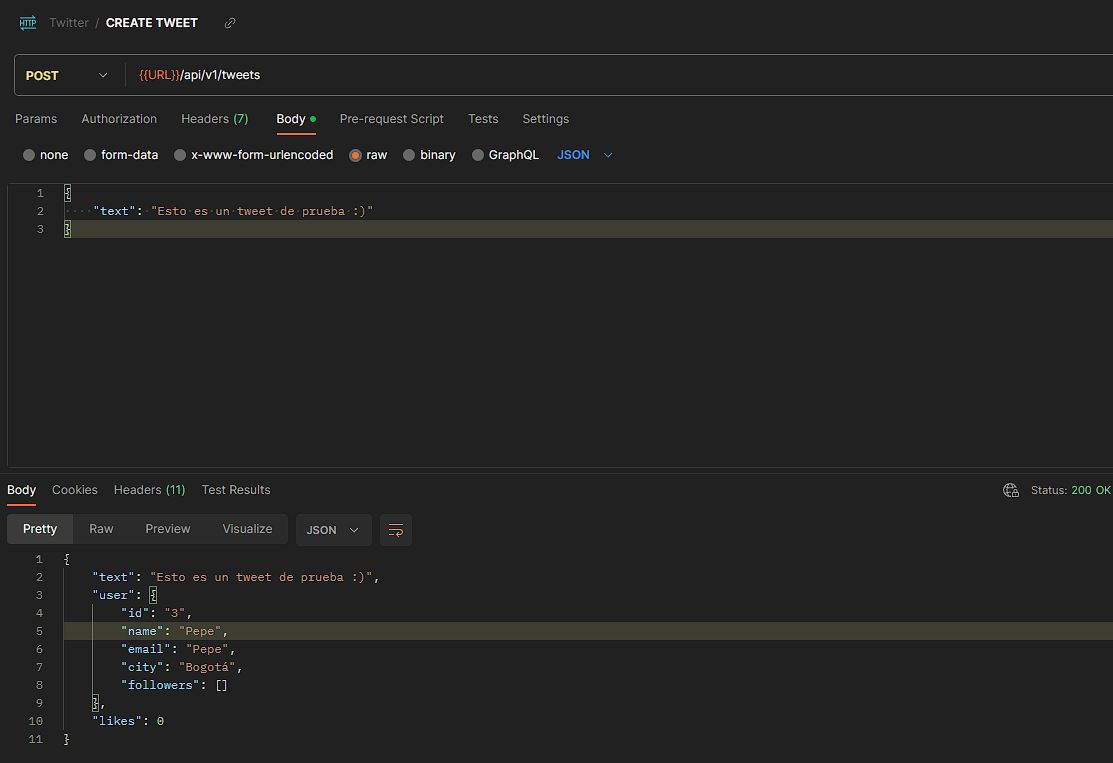 HTTP Twitter / CREATE TWEET
POST {{URL}}/api/v1/tweets
Params Authorization Headers (7) Body Pre-request Script Tests Settings
none form-data x-www-form-urlencoded raw binary GraphQL JSON
1 {
2 "text": "Esto es un tweet de prueba :)"
3 }
Body Cookies Headers (11) Test Results Status: 200 OK
Pretty Raw Preview Visualize JSON
1 {
2 "text": "Esto es un tweet de prueba :)",
3 "user": {
4 "id": "3",
5 "name": "Pepe",
6 "email": "Pepe",
7 "city": "Bogotá",
8 "followers": []
9 },
10 "likes": 0
11 }